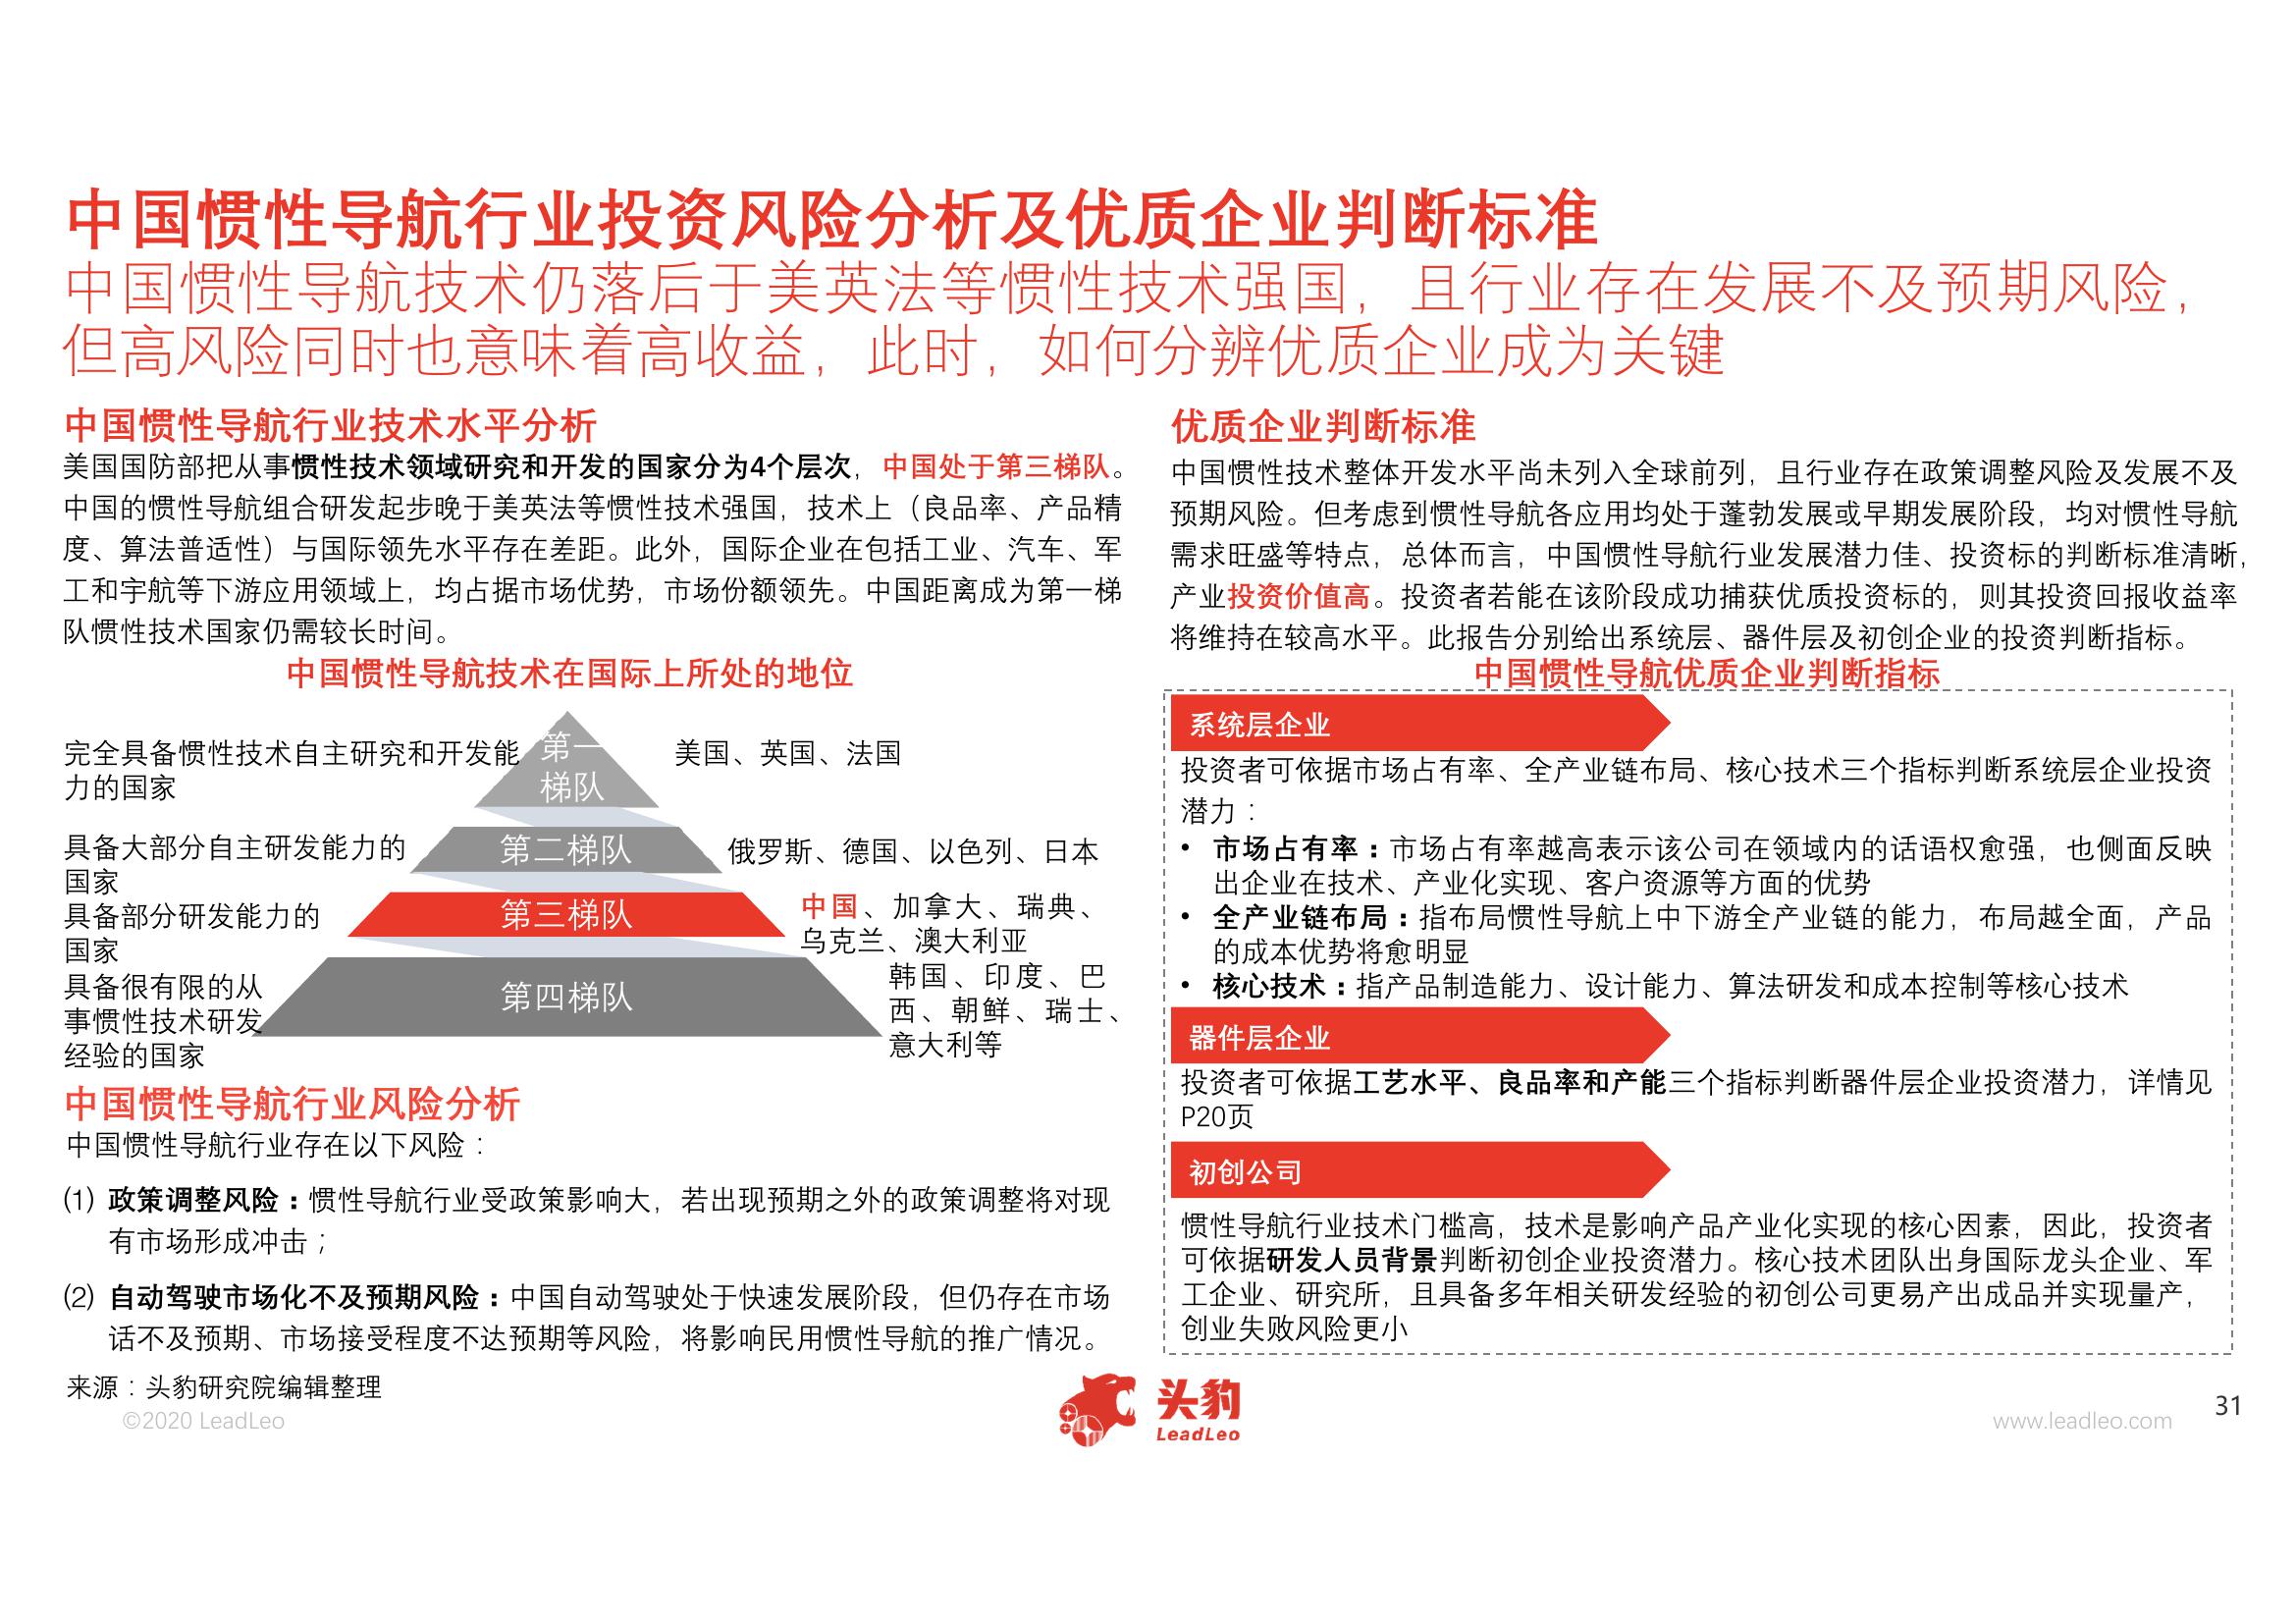 中国惯性导航行业投资风险分析及优质企业判断标准
中国惯性导航技术仍落后于美英法等惯性技术强国，且行业存在发展不及预期风险，
但高风险同时也意味着高收益，此时，如何分辨优质企业成为关键
中国惯性导航行业技术水平分析
美国国防部把从事惯性技术领域研究和开发的国家分为4个层次，中国处于第三梯队。
中国的惯性导航组合研发起步晚于美英法等惯性技术强国，技术上（良品率、产品精
度、算法普适性）与国际领先水平存在差距。此外，国际企业在包括工业、汽车、军
工和宇航等下游应用领域上，均占据市场优势，市场份额领先。中国距离成为第一梯
队惯性技术国家仍需较长时间。
中国惯性导航技术在国际上所处的地位
完全具备惯性技术自主研究和开发能
力的国家
第一
梯队
美国、英国、法国
具备大部分自主研发能力的
国家
第二梯队
俄罗斯、德国、以色列、日本
具备部分研发能力的
国家
第三梯队
中国、加拿大、瑞典、
乌克兰、澳大利亚
具备很有限的从
事惯性技术研发
经验的国家
第四梯队
韩国、印度、巴
西、朝鲜、瑞士、
意大利等
中国惯性导航行业风险分析
中国惯性导航行业存在以下风险：
(1) 政策调整风险：惯性导航行业受政策影响大，若出现预期之外的政策调整将对现
有市场形成冲击；
(2) 自动驾驶市场化不及预期风险：中国自动驾驶处于快速发展阶段，但仍存在市场
话不及预期、市场接受程度不达预期等风险，将影响民用惯性导航的推广情况。
来源：头豹研究院编辑整理
优质企业判断标准
中国惯性技术整体开发水平尚未列入全球前列，且行业存在政策调整风险及发展不及
预期风险。但考虑到惯性导航各应用均处于蓬勃发展或早期发展阶段，均对惯性导航
需求旺盛等特点，总体而言，中国惯性导航行业发展潜力佳、投资标的判断标准清晰，
产业投资价值高。投资者若能在该阶段成功捕获优质投资标的，则其投资回报收益率
将维持在较高水平。此报告分别给出系统层、器件层及初创企业的投资判断指标。
中国惯性导航优质企业判断指标
系统层企业
投资者可依据市场占有率、全产业链布局、核心技术三个指标判断系统层企业投资
潜力：
• 市场占有率：市场占有率越高表示该公司在领域内的话语权愈强，也侧面反映
出企业在技术、产业化实现、客户资源等方面的优势
• 全产业链布局：指布局惯性导航上中下游全产业链的能力，布局越全面，产品
的成本优势将愈明显
• 核心技术：指产品制造能力、设计能力、算法研发和成本控制等核心技术
器件层企业
投资者可依据工艺水平、良品率和产能三个指标判断器件层企业投资潜力，详情见
P20页
初创公司
惯性导航行业技术门槛高，技术是影响产品产业化实现的核心因素，因此，投资者
可依据研发人员背景判断初创企业投资潜力。核心技术团队出身国际龙头企业、军
工企业、研究所，且具备多年相关研发经验的初创公司更易产出成品并实现量产，
创业失败风险更小
©2020 LeadLeo
头豹
LeadLeo
www.leadleo.com
31